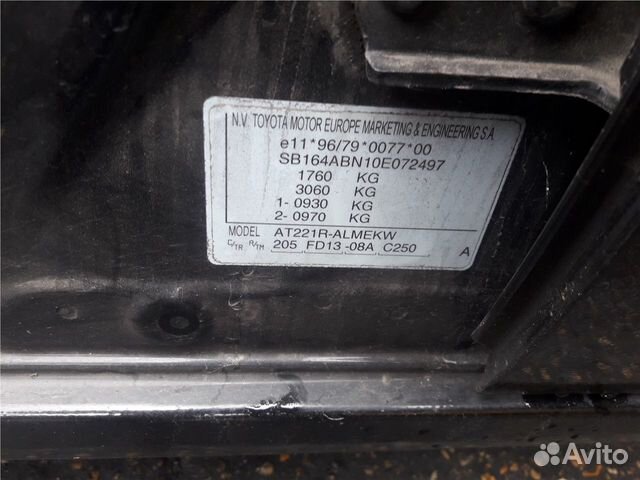 N.V. TOYOTA MOTOR EUROPE MARKETING & ENGINEERING S.A.
e11*96/79*0077*00
SB164ABN10E072497
1760 KG
3060 KG
1- 0930 KG
2- 0970 KG
MODEL AT221R-ALMEKW
C/TR. R/TM 205 FD13 -08A C250 A
Avito